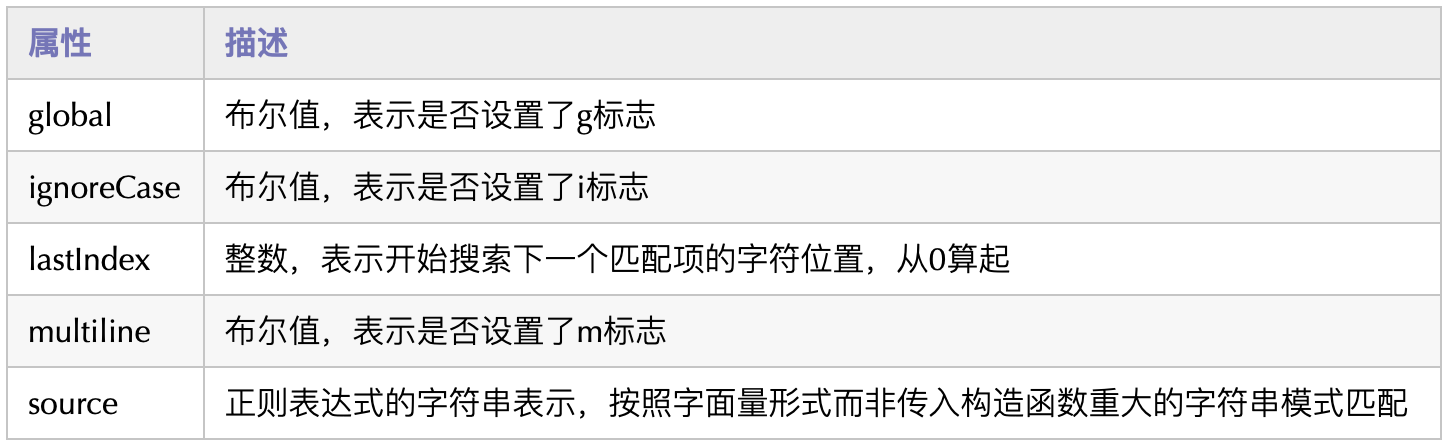 属性 描述
global 布尔值，表示是否设置了g标志
ignoreCase 布尔值，表示是否设置了i标志
lastIndex 整数，表示开始搜索下一个匹配项的字符位置，从0算起
multiline 布尔值，表示是否设置了m标志
source 正则表达式的字符串表示，按照字面量形式而非传入构造函数重大的字符串模式匹配